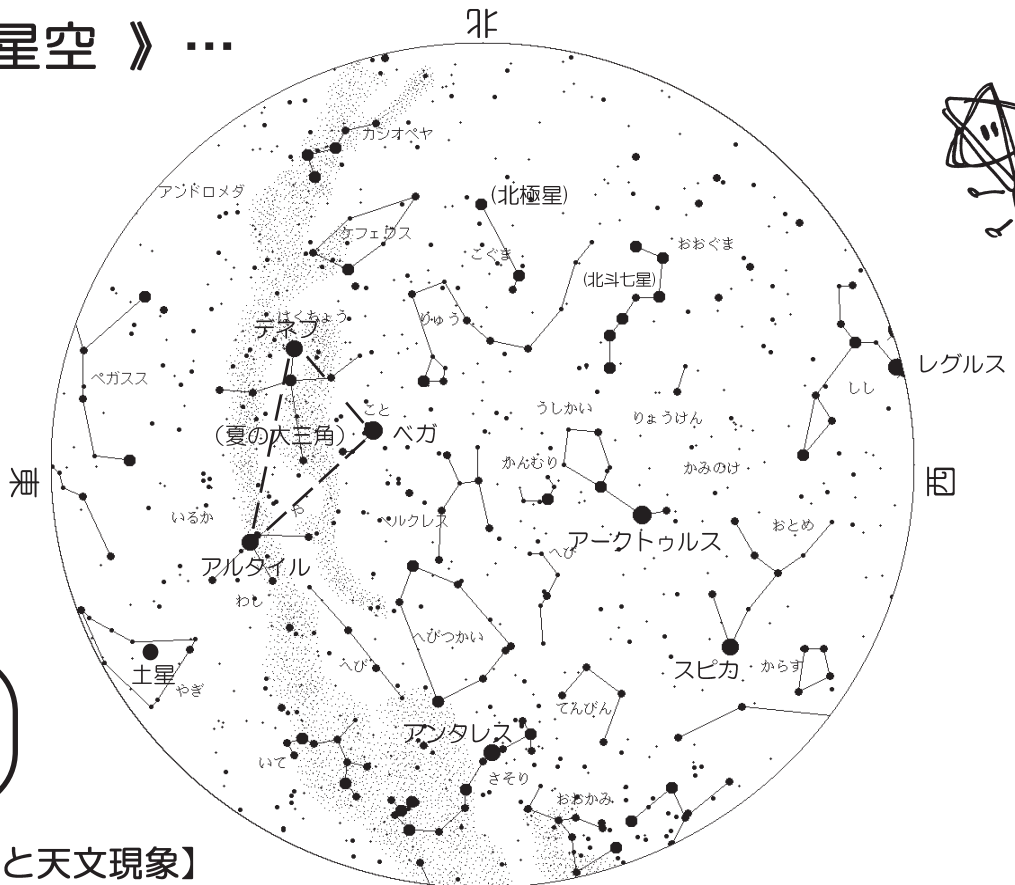 星空 》 …
北
カシオペヤ
アンドロメダ
(北極星)
ケフェウス
こぐま
おおぐま
(北斗七星)
はくちょう
デネブ
りゅう
レグルス
ペガスス
しし
こと
うしかい
りょうけん
(夏の大三角)
ベガ
かんむり
かみのけ
東
西
いるか
や
ヘルクレス
おとめ
アークトゥルス
へび
アルタイル
わし
へびつかい
へび
スピカ
からす
土星
やぎ
てんびん
アンタレス
いて
さそり
おおかみ
と天文現象】